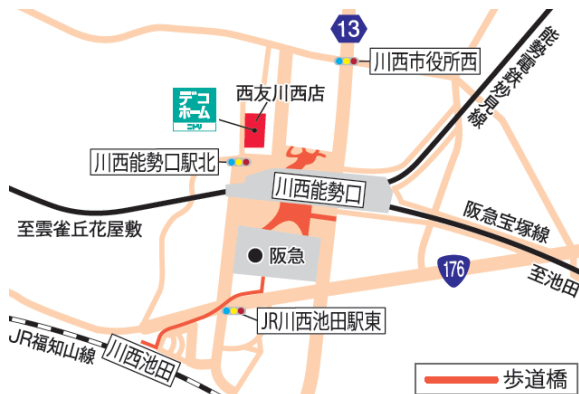 13
川西市役所西
能勢電鉄妙見線
デコ
ホーム
ニトリ
西友川西店
川西能勢口駅北
川西能勢口
至雲雀丘花屋敷
阪急宝塚線
阪急
176
至池田
JR川西池田駅東
JR福知山線
川西池田
歩道橋